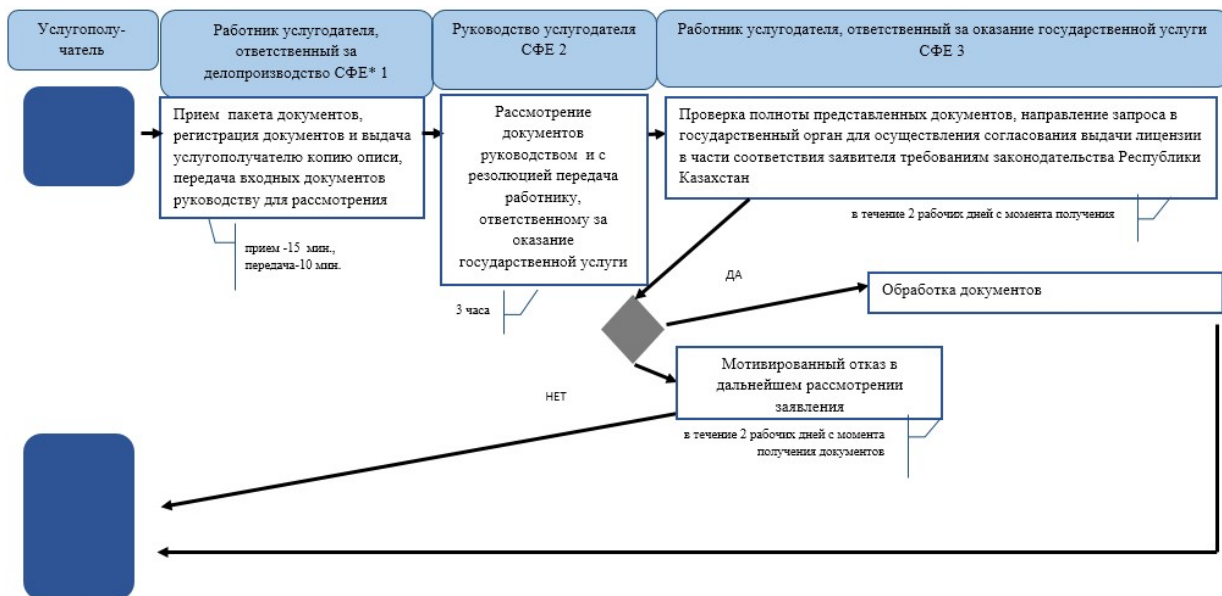 Услугополу-
чатель
Работник услугодателя,
ответственный за
делопроизводство СФЕ* 1
Руководство услугодателя
СФЕ 2
Работник услугодателя, ответственный за оказание государственной услуги
СФЕ 3
Прием пакета документов,
регистрация документов и выдача
услугополучателю копию описи,
передача входных документов
руководству для рассмотрения
Рассмотрение
документов
руководством и с
резолюцией передача
работнику,
ответственному за
оказание
государственной услуги
Проверка полноты представленных документов, направление запроса в
государственный орган для осуществления согласования выдачи лицензии
в части соответствия заявителя требованиям законодательства Республики
Казахстан
в течение 2 рабочих дней с момента получения
прием -15 мин.,
передача-10 мин.
3 часа
ДА
Обработка документов
Мотивированный отказ в
дальнейшем рассмотрении
заявления
НЕТ
в течение 2 рабочих дней с момента
получения документов